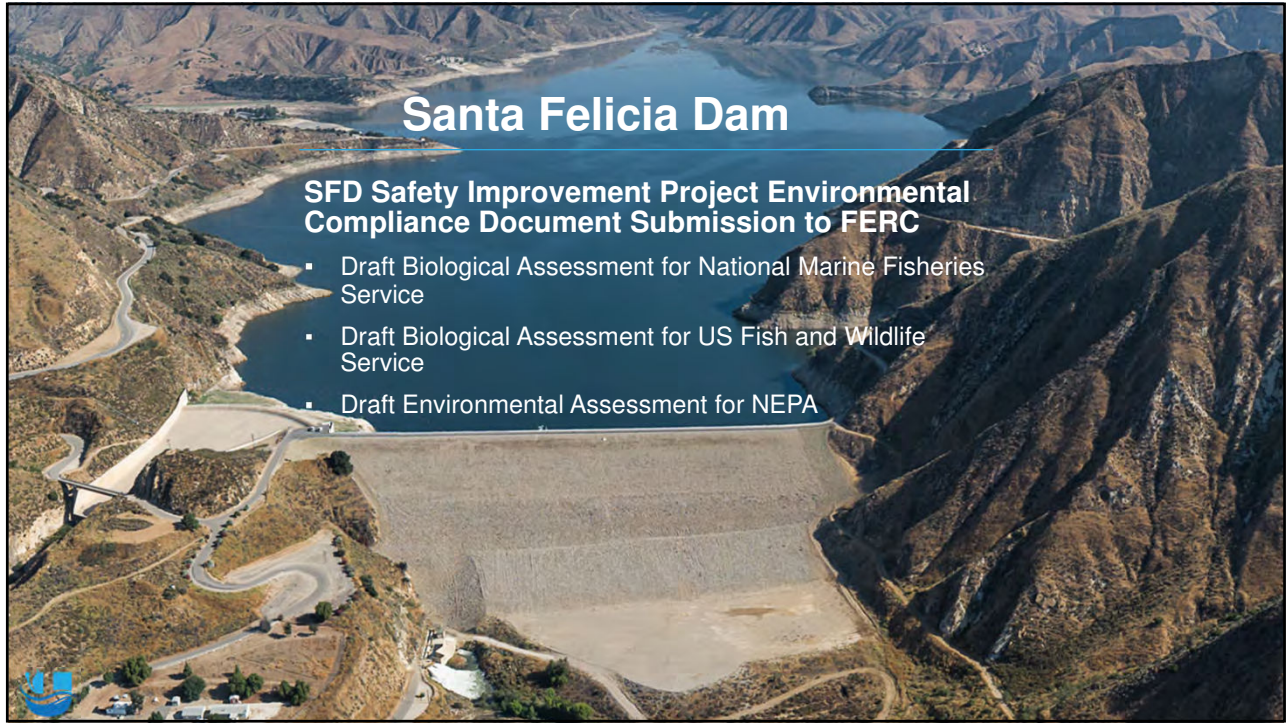 Santa Felicia Dam
SFD Safety Improvement Project Environmental
Compliance Document Submission to FERC
▪ Draft Biological Assessment for National Marine Fisheries
Service
▪ Draft Biological Assessment for US Fish and Wildlife
Service
▪ Draft Environmental Assessment for NEPA